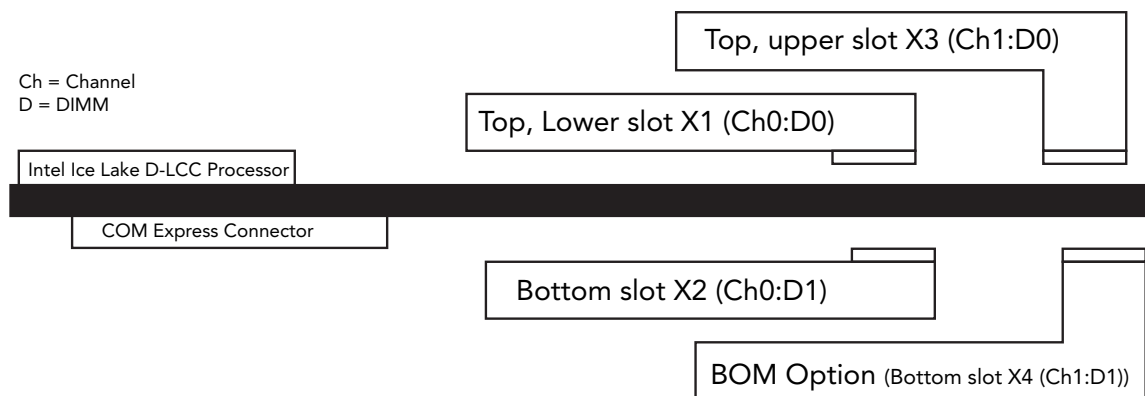 Top, upper slot X3 (Ch1:D0)
Ch = Channel
D = DIMM
Top, Lower slot X1 (Ch0:D0)
Intel Ice Lake D-LCC Processor
COM Express Connector
Bottom slot X2 (Ch0:D1)
BOM Option (Bottom slot X4 (Ch1:D1))